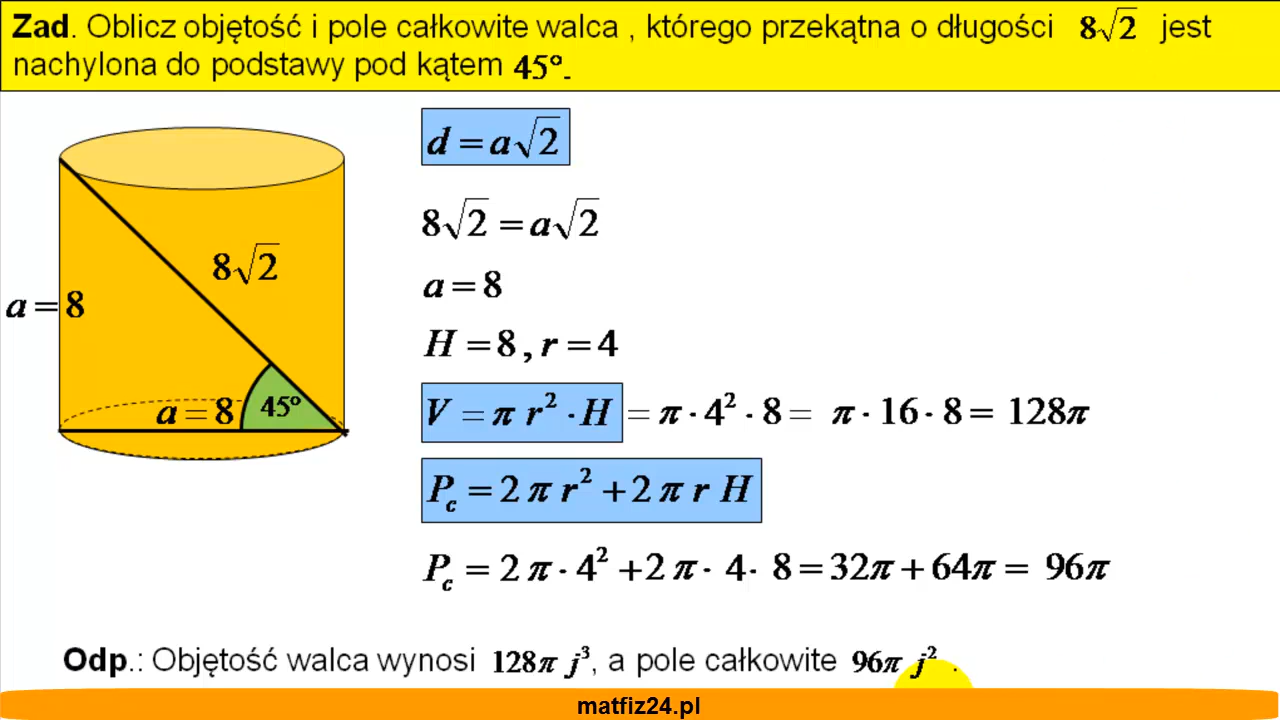 Zad. Oblicz objętość i pole całkowite walca , którego przekątna o długości 8√2 jest
nachylona do podstawy pod kątem 45°.
d = a√2
8√2 = a√2
a = 8
8√2
a = 8
H = 8 , r = 4
a = 8
45°
V = π r² · H = π · 4² · 8 = π · 16 · 8 = 128π
P_c = 2 π r² + 2 π r H
P_c = 2 π · 4² + 2 π · 4 · 8 = 32π + 64π = 96π
Odp.: Objętość walca wynosi 128π j³, a pole całkowite 96π j² .
matfiz24.pl